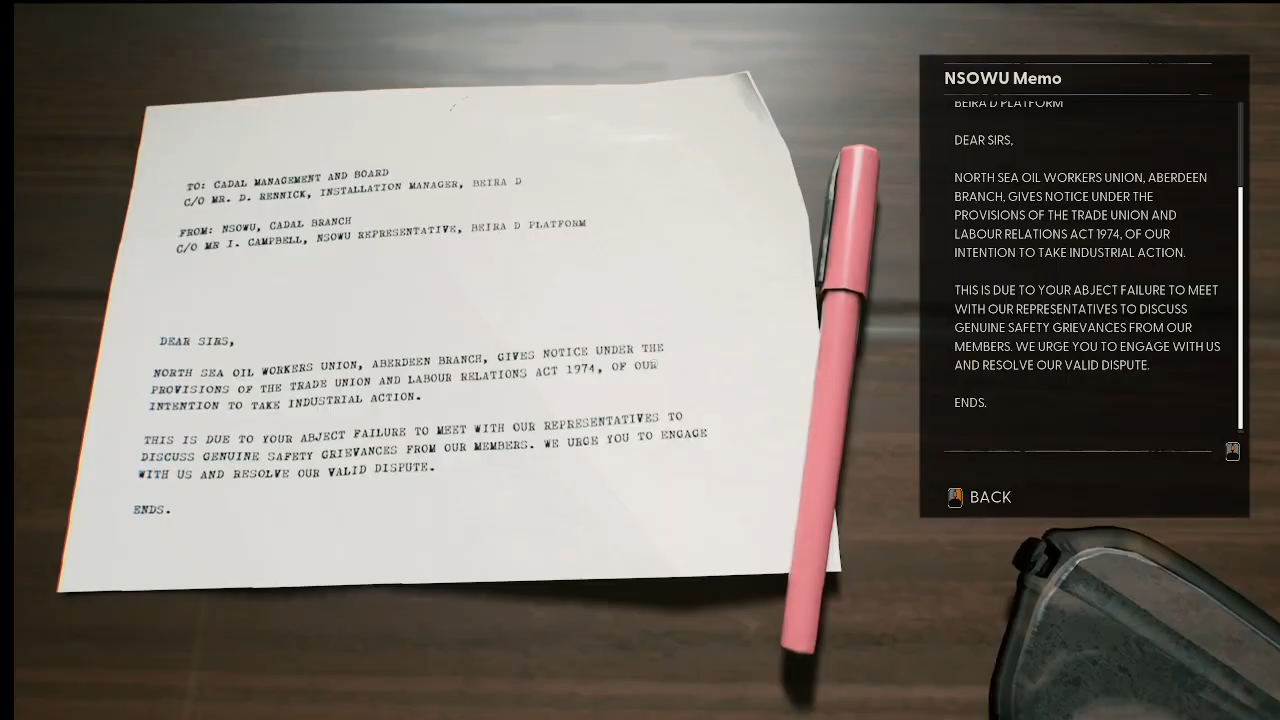 TO: CADAL MANAGEMENT AND BOARD
C/O MR. D. RENNICK, INSTALLATION MANAGER, BEIRA D
FROM: NSOWU, CADAL BRANCH
C/O MR I. CAMPBELL, NSOWU REPRESENTATIVE, BEIRA D PLATFORM
DEAR SIRS,
NORTH SEA OIL WORKERS UNION, ABERDEEN BRANCH, GIVES NOTICE UNDER THE
PROVISIONS OF THE TRADE UNION AND LABOUR RELATIONS ACT 1974, OF OUR
INTENTION TO TAKE INDUSTRIAL ACTION.
THIS IS DUE TO YOUR ABJECT FAILURE TO MEET WITH OUR REPRESENTATIVES TO
DISCUSS GENUINE SAFETY GRIEVANCES FROM OUR MEMBERS. WE URGE YOU TO ENGAGE
WITH US AND RESOLVE OUR VALID DISPUTE.
ENDS.
NSOWU Memo
BEIRA D PLATFORM
DEAR SIRS,
NORTH SEA OIL WORKERS UNION, ABERDEEN
BRANCH, GIVES NOTICE UNDER THE
PROVISIONS OF THE TRADE UNION AND
LABOUR RELATIONS ACT 1974, OF OUR
INTENTION TO TAKE INDUSTRIAL ACTION.
THIS IS DUE TO YOUR ABJECT FAILURE TO MEET
WITH OUR REPRESENTATIVES TO DISCUSS
GENUINE SAFETY GRIEVANCES FROM OUR
MEMBERS. WE URGE YOU TO ENGAGE WITH US
AND RESOLVE OUR VALID DISPUTE.
ENDS.
BACK